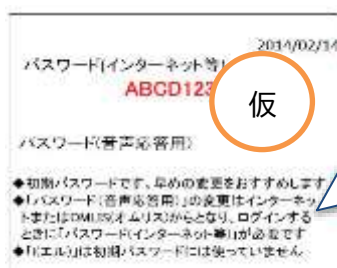 2014/02/14
パスワード(インターネット等)
ABCD123
仮
パスワード(音声応答用)
◆初期パスワードです、早めの変更をおすすめします
◆「パスワード(音声応答用)」の変更はインターネッ
トまたはOMLIS(オムリス)からとなり、ログインする
ときに「パスワード(インターネット等)」が必要です
◆「l(エル)」は初期パスワードには使っていません